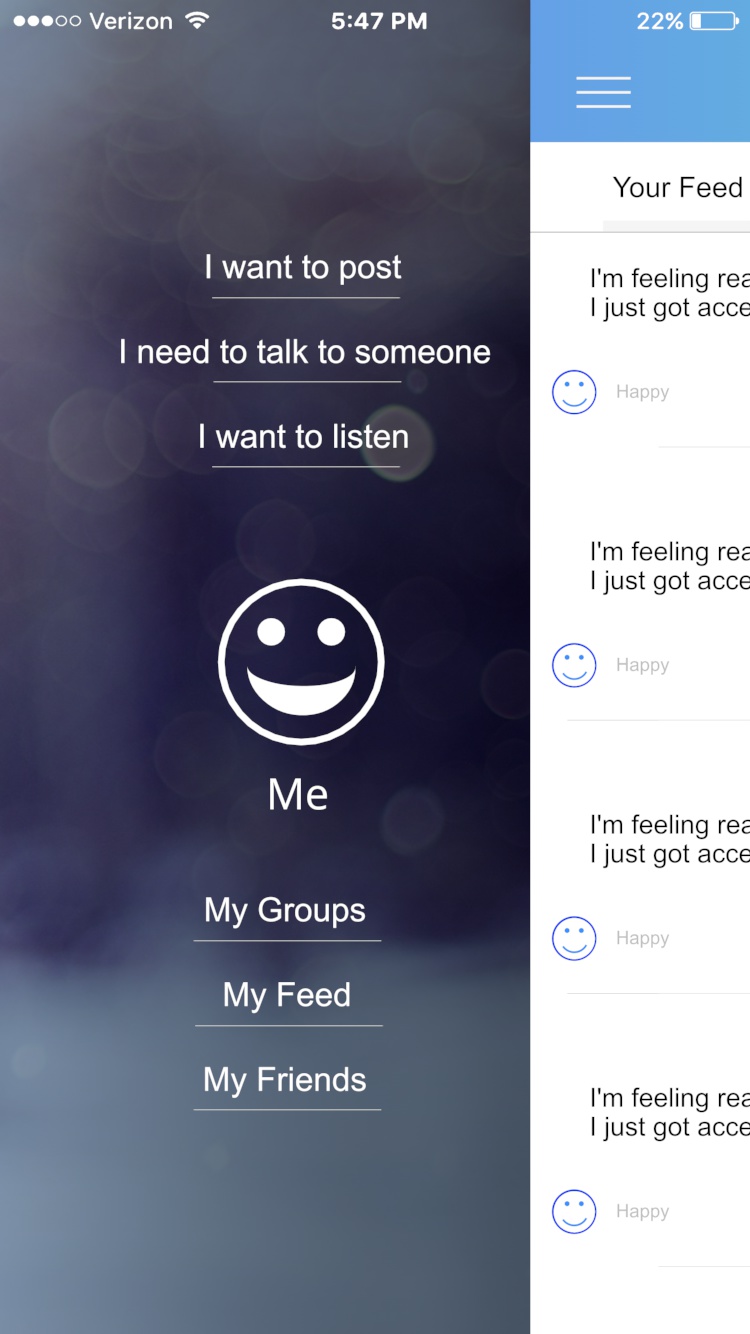 Verizon 5:47 PM 22%
I want to post
I need to talk to someone
I want to listen
Me
My Groups
My Feed
My Friends
Your Feed
I'm feeling rea
I just got acce
Happy
I'm feeling rea
I just got acce
Happy
I'm feeling rea
I just got acce
Happy
I'm feeling rea
I just got acce
Happy